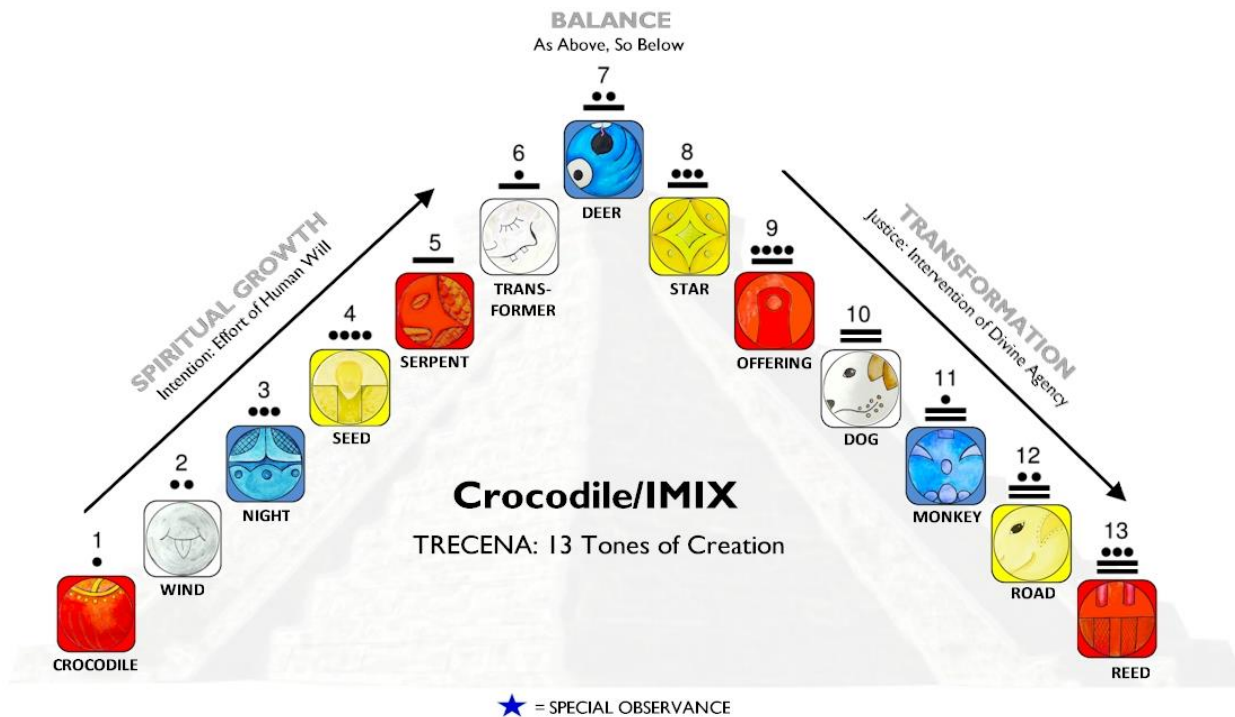 BALANCE
As Above, So Below
7
DEER
6
TRANS-
FORMER
8
STAR
5
SERPENT
9
OFFERING
4
SEED
10
DOG
3
NIGHT
11
MONKEY
2
WIND
12
ROAD
1
CROCODILE
13
REED
SPIRITUAL GROWTH
Intention: Effort of Human Will
TRANSFORMATION
Justice: Intervention of Divine Agency
Crocodile/IMIX
TRECENA: 13 Tones of Creation
= SPECIAL OBSERVANCE